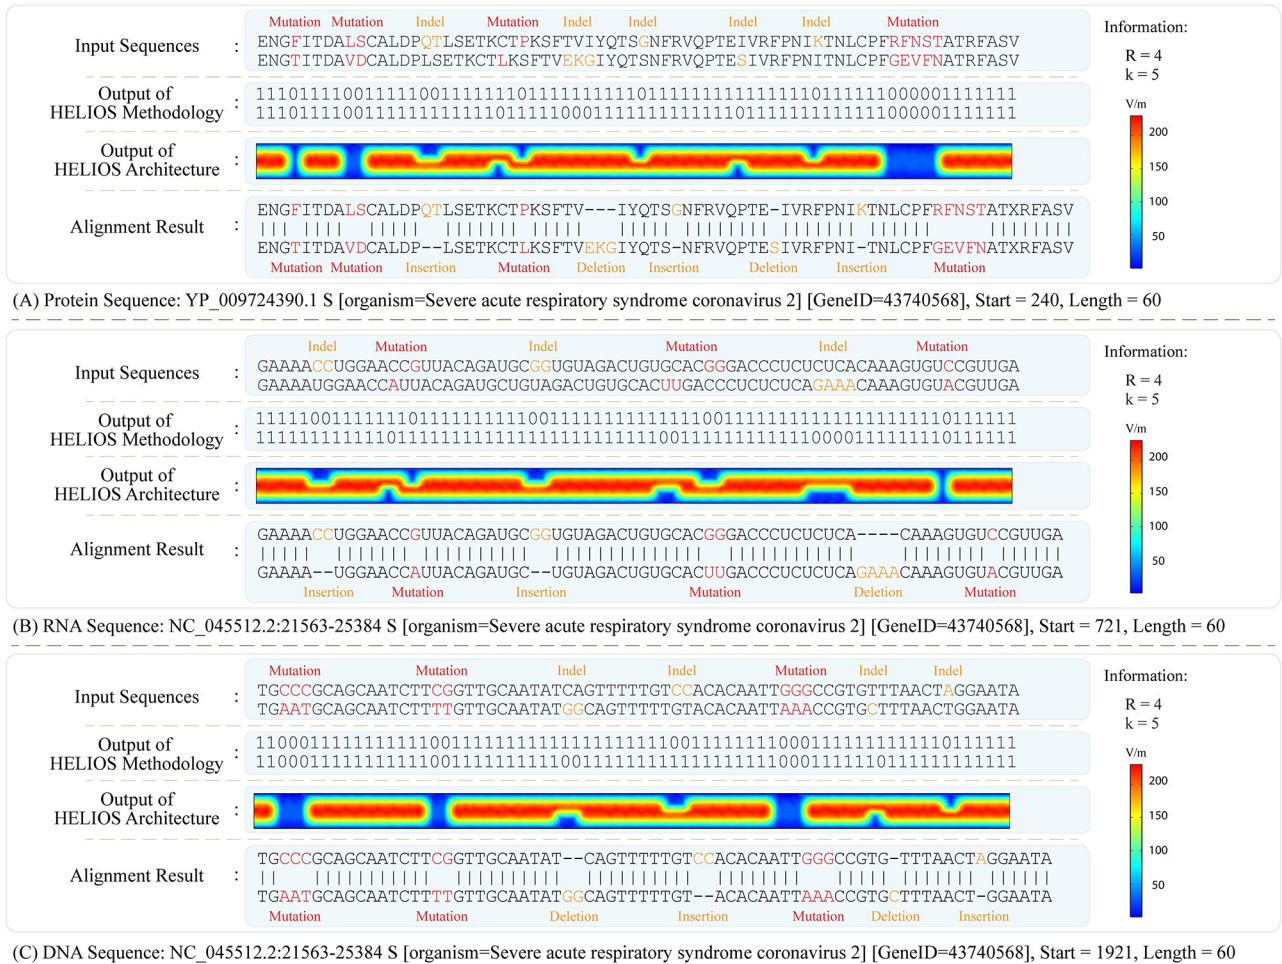 Mutation Mutation Indel Mutation Indel Indel Indel Indel Mutation
Input Sequences :
ENGFITDALSCALDPQTLSETKCTPKSFTVIYQTSGNFRVQPTEIVRFPNIKTNLCPFRFNSTATRFASV
ENGTITDAVDCALDPLSETKCTLKSFTVEKGIYQTSNFRVQPTESIVRFPNITNLCPFGEVFNATRFASV
Output of
HELIOS Methodology :
1110111100111110011111110111111111101111111111111110111111000001111111
1110111100111111111111011111000111111111111101111111111111000001111111
Output of
HELIOS Architecture :
Alignment Result :
ENGFITDALSCALDPQTLSETKCTPKSFTV---IYQTSGNFRVQPTE-IVRFPNIKTNLCPFRFNSTATXRFASV
ENGTITDAVDCALDP--LSETKCTLKSFTVEKGIYQTS-NFRVQPTESIVRFPNI-TNLCPFGEVFNATXRFASV
Mutation Mutation Insertion Mutation Deletion Insertion Deletion Insertion Mutation
Information:
R = 4
k = 5
V/m
200
150
100
50
(A) Protein Sequence: YP_009724390.1 S [organism=Severe acute respiratory syndrome coronavirus 2] [GeneID=43740568], Start = 240, Length = 60
Indel Mutation Indel Mutation Indel Mutation
Input Sequences :
GAAAACCUGGAACCGUUACAGAUGCGGUGUAGACUGUGCACGGGACCCUCUCUCACAAAGUGUCCGUUGA
GAAAAUGGAACCAUUACAGAUGCUGUAGACUGUGCACUUGACCCUCUCUCAGAAACAAAGUGUACGUUGA
Output of
HELIOS Methodology :
1111100111111101111111111001111111111111100111111111111111111110111111
1111111111110111111111111111111111111001111111111110000111111110111111
Output of
HELIOS Architecture :
Alignment Result :
GAAAACCUGGAACCGUUACAGAUGCGGUGUAGACUGUGCACGGGACCCUCUCUCA----CAAAGUGUCCGUUGA
GAAAA--UGGAACCAUUACAGAUGC--UGUAGACUGUGCACUUGACCCUCUCUCAGAAACAAAGUGUACGUUGA
Insertion Mutation Insertion Mutation Deletion Mutation
Information:
R = 4
k = 5
V/m
200
150
100
50
(B) RNA Sequence: NC_045512.2:21563-25384 S [organism=Severe acute respiratory syndrome coronavirus 2] [GeneID=43740568], Start = 721, Length = 60
Mutation Mutation Indel Indel Mutation Indel Indel
Input Sequences :
TGCCCGCAGCAATCTTCGGTTGCAATATCAGTTTTTGTCCACACAATTGGGCCGTGTTTAACTAGGAATA
TGAATGCAGCAATCTTTTGTTGCAATATGGCAGTTTTTGTACACAATTAAACCGTGCTTTAACTGGAATA
Output of
HELIOS Methodology :
1100011111111111001111111111111111111100111111110001111111111110111111
1100011111111111001111111111001111111111111111110001111101111111111111
Output of
HELIOS Architecture :
Alignment Result :
TGCCCGCAGCAATCTTCGGTTGCAATAT--CAGTTTTTGTCCACACAATTGGGCCGTG-TTTAACTAGGAATA
TGAATGCAGCAATCTTTTGTTGCAATATGGCAGTTTTTGT--ACACAATTAAACCGTGCTTTAACT-GGAATA
Mutation Mutation Deletion Insertion Mutation Deletion Insertion
Information:
R = 4
k = 5
V/m
200
150
100
50
(C) DNA Sequence: NC_045512.2:21563-25384 S [organism=Severe acute respiratory syndrome coronavirus 2] [GeneID=43740568], Start = 1921, Length = 60